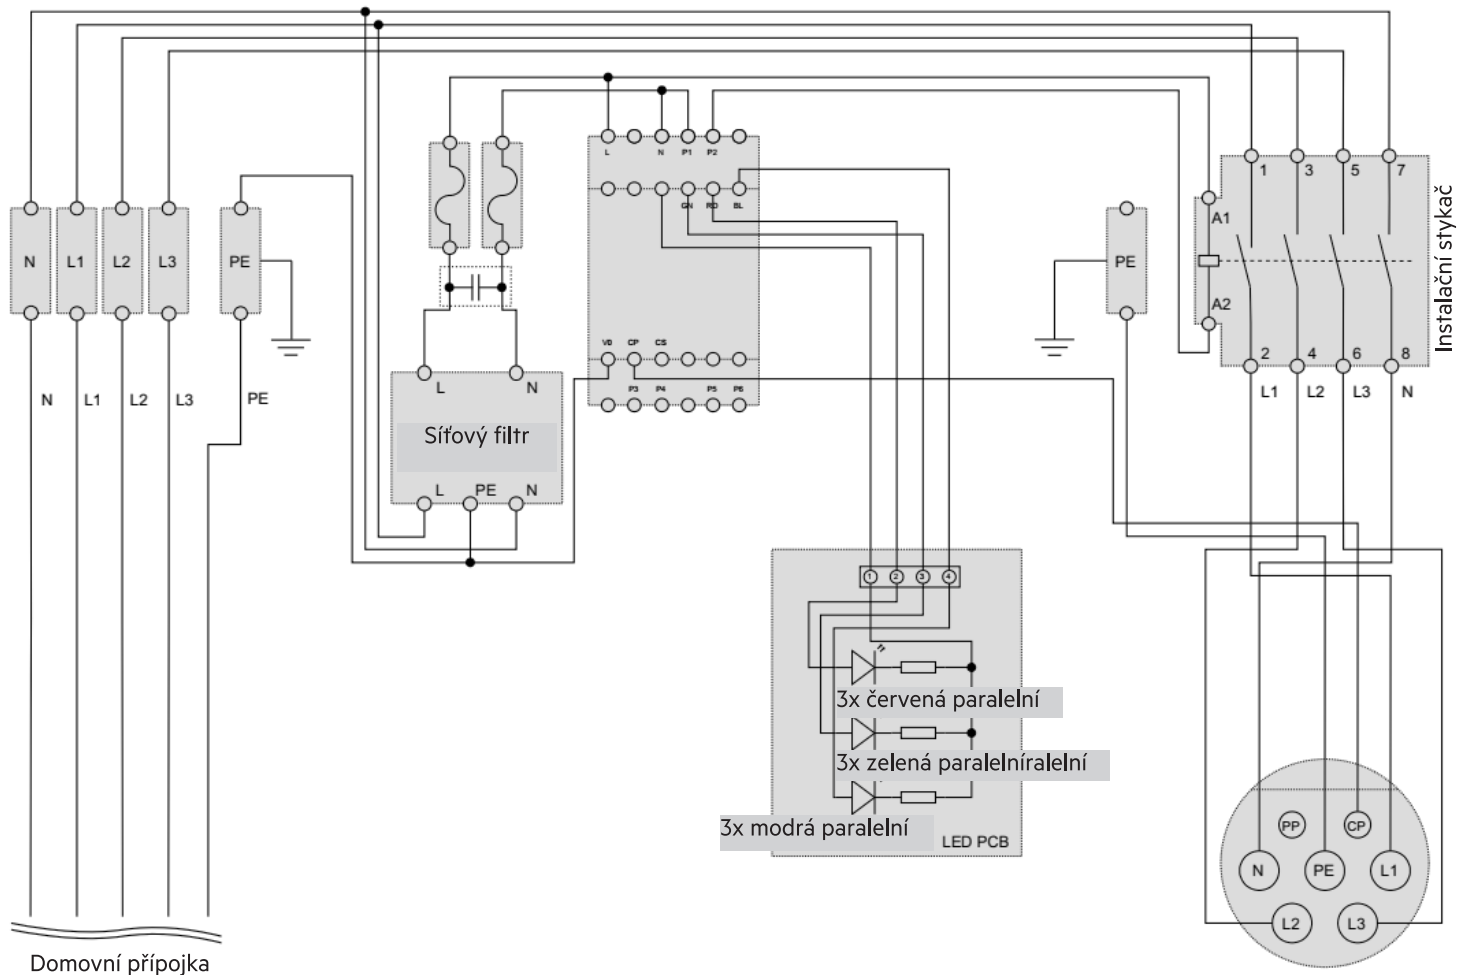 L N P1 P2
GN RD BL
1 3 5 7
A1
Instalační stykač
N L1 L2 L3 PE
PE
A2
V0 CP CS
2 4 6 8
L1 L2 L3 N
P3 P4 P5 P6
L N
N L1 L2 L3 PE
Síťový filtr
L PE N
1 2 3 4
3x červená paralelní
3x zelená paralelníralelní
3x modrá paralelní
LED PCB
PP CP
N PE L1
L2 L3
Domovní přípojka